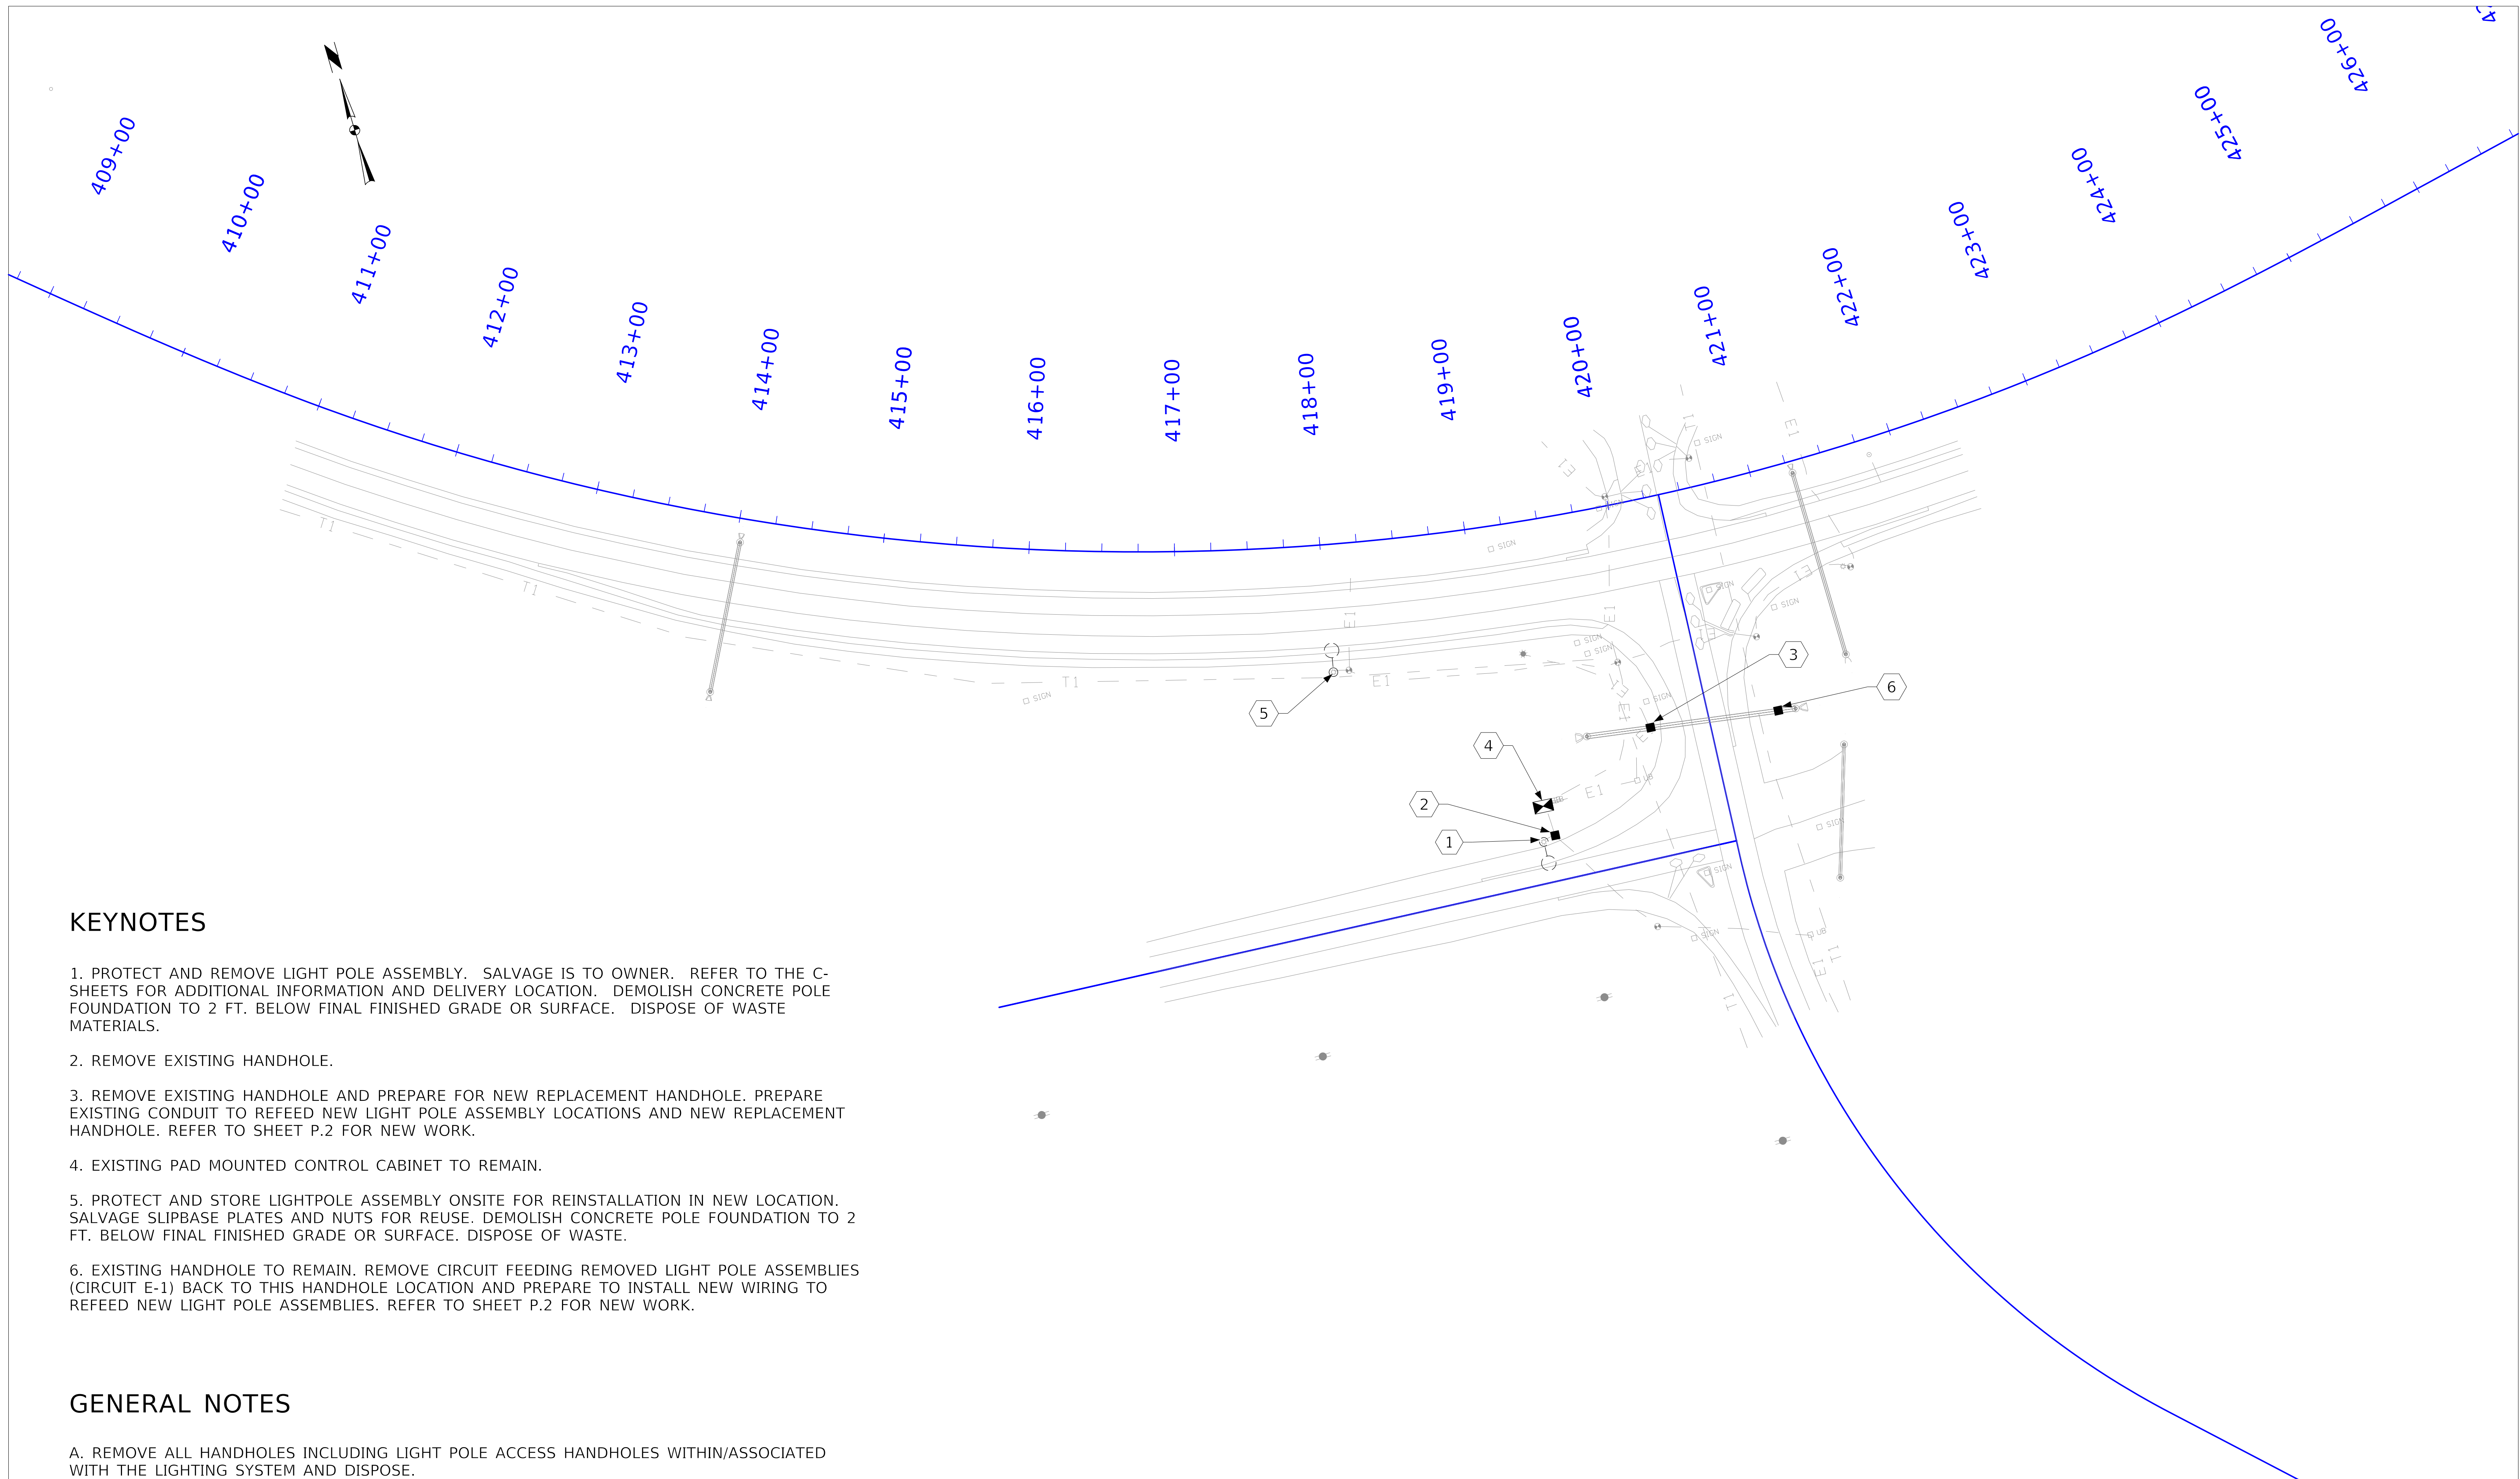 N
409+00
410+00
411+00
412+00
413+00
414+00
415+00
416+00
417+00
418+00
419+00
420+00
421+00
422+00
423+00
424+00
425+00
426+00
T1
T1
T1
E1
E1
E1
E1
E1
E1
E1
E1
E1
E1
E1
T1
T1
T1
SIGN
SIGN
SIGN
SIGN
SIGN
SIGN
SIGN
SIGN
SIGN
SIGN
SIGN
SIGN
UB
UB
3
6
5
4
2
1
KEYNOTES
1. PROTECT AND REMOVE LIGHT POLE ASSEMBLY. SALVAGE IS TO OWNER. REFER TO THE C-
SHEETS FOR ADDITIONAL INFORMATION AND DELIVERY LOCATION. DEMOLISH CONCRETE POLE
FOUNDATION TO 2 FT. BELOW FINAL FINISHED GRADE OR SURFACE. DISPOSE OF WASTE
MATERIALS.
2. REMOVE EXISTING HANDHOLE.
3. REMOVE EXISTING HANDHOLE AND PREPARE FOR NEW REPLACEMENT HANDHOLE. PREPARE
EXISTING CONDUIT TO REFEED NEW LIGHT POLE ASSEMBLY LOCATIONS AND NEW REPLACEMENT
HANDHOLE. REFER TO SHEET P.2 FOR NEW WORK.
4. EXISTING PAD MOUNTED CONTROL CABINET TO REMAIN.
5. PROTECT AND STORE LIGHTPOLE ASSEMBLY ONSITE FOR REINSTALLATION IN NEW LOCATION.
SALVAGE SLIPBASE PLATES AND NUTS FOR REUSE. DEMOLISH CONCRETE POLE FOUNDATION TO 2
FT. BELOW FINAL FINISHED GRADE OR SURFACE. DISPOSE OF WASTE.
6. EXISTING HANDHOLE TO REMAIN. REMOVE CIRCUIT FEEDING REMOVED LIGHT POLE ASSEMBLIES
(CIRCUIT E-1) BACK TO THIS HANDHOLE LOCATION AND PREPARE TO INSTALL NEW WIRING TO
REFEED NEW LIGHT POLE ASSEMBLIES. REFER TO SHEET P.2 FOR NEW WORK.
GENERAL NOTES
A. REMOVE ALL HANDHOLES INCLUDING LIGHT POLE ACCESS HANDHOLES WITHIN/ASSOCIATED
WITH THE LIGHTING SYSTEM AND DISPOSE.